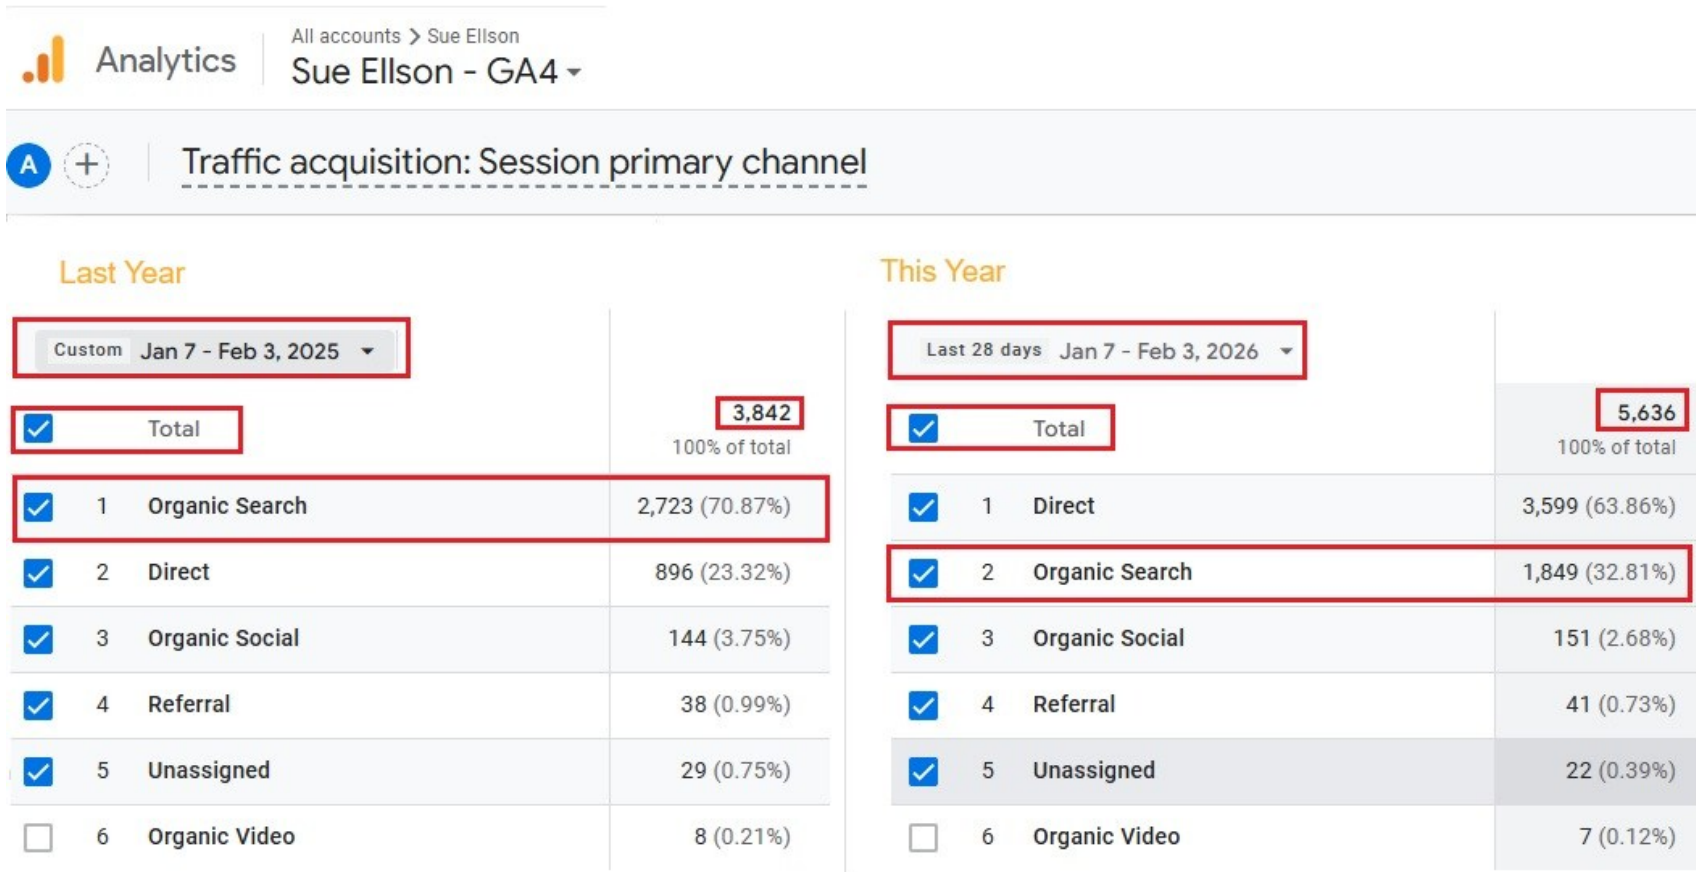 Analytics
All accounts > Sue Ellson
Sue Ellson - GA4
A
Traffic acquisition: Session primary channel
Last Year
Custom Jan 7 - Feb 3, 2025
Total 3,842
100% of total
1 Organic Search 2,723 (70.87%)
2 Direct 896 (23.32%)
3 Organic Social 144 (3.75%)
4 Referral 38 (0.99%)
5 Unassigned 29 (0.75%)
6 Organic Video 8 (0.21%)
This Year
Last 28 days Jan 7 - Feb 3, 2026
Total 5,636
100% of total
1 Direct 3,599 (63.86%)
2 Organic Search 1,849 (32.81%)
3 Organic Social 151 (2.68%)
4 Referral 41 (0.73%)
5 Unassigned 22 (0.39%)
6 Organic Video 7 (0.12%)